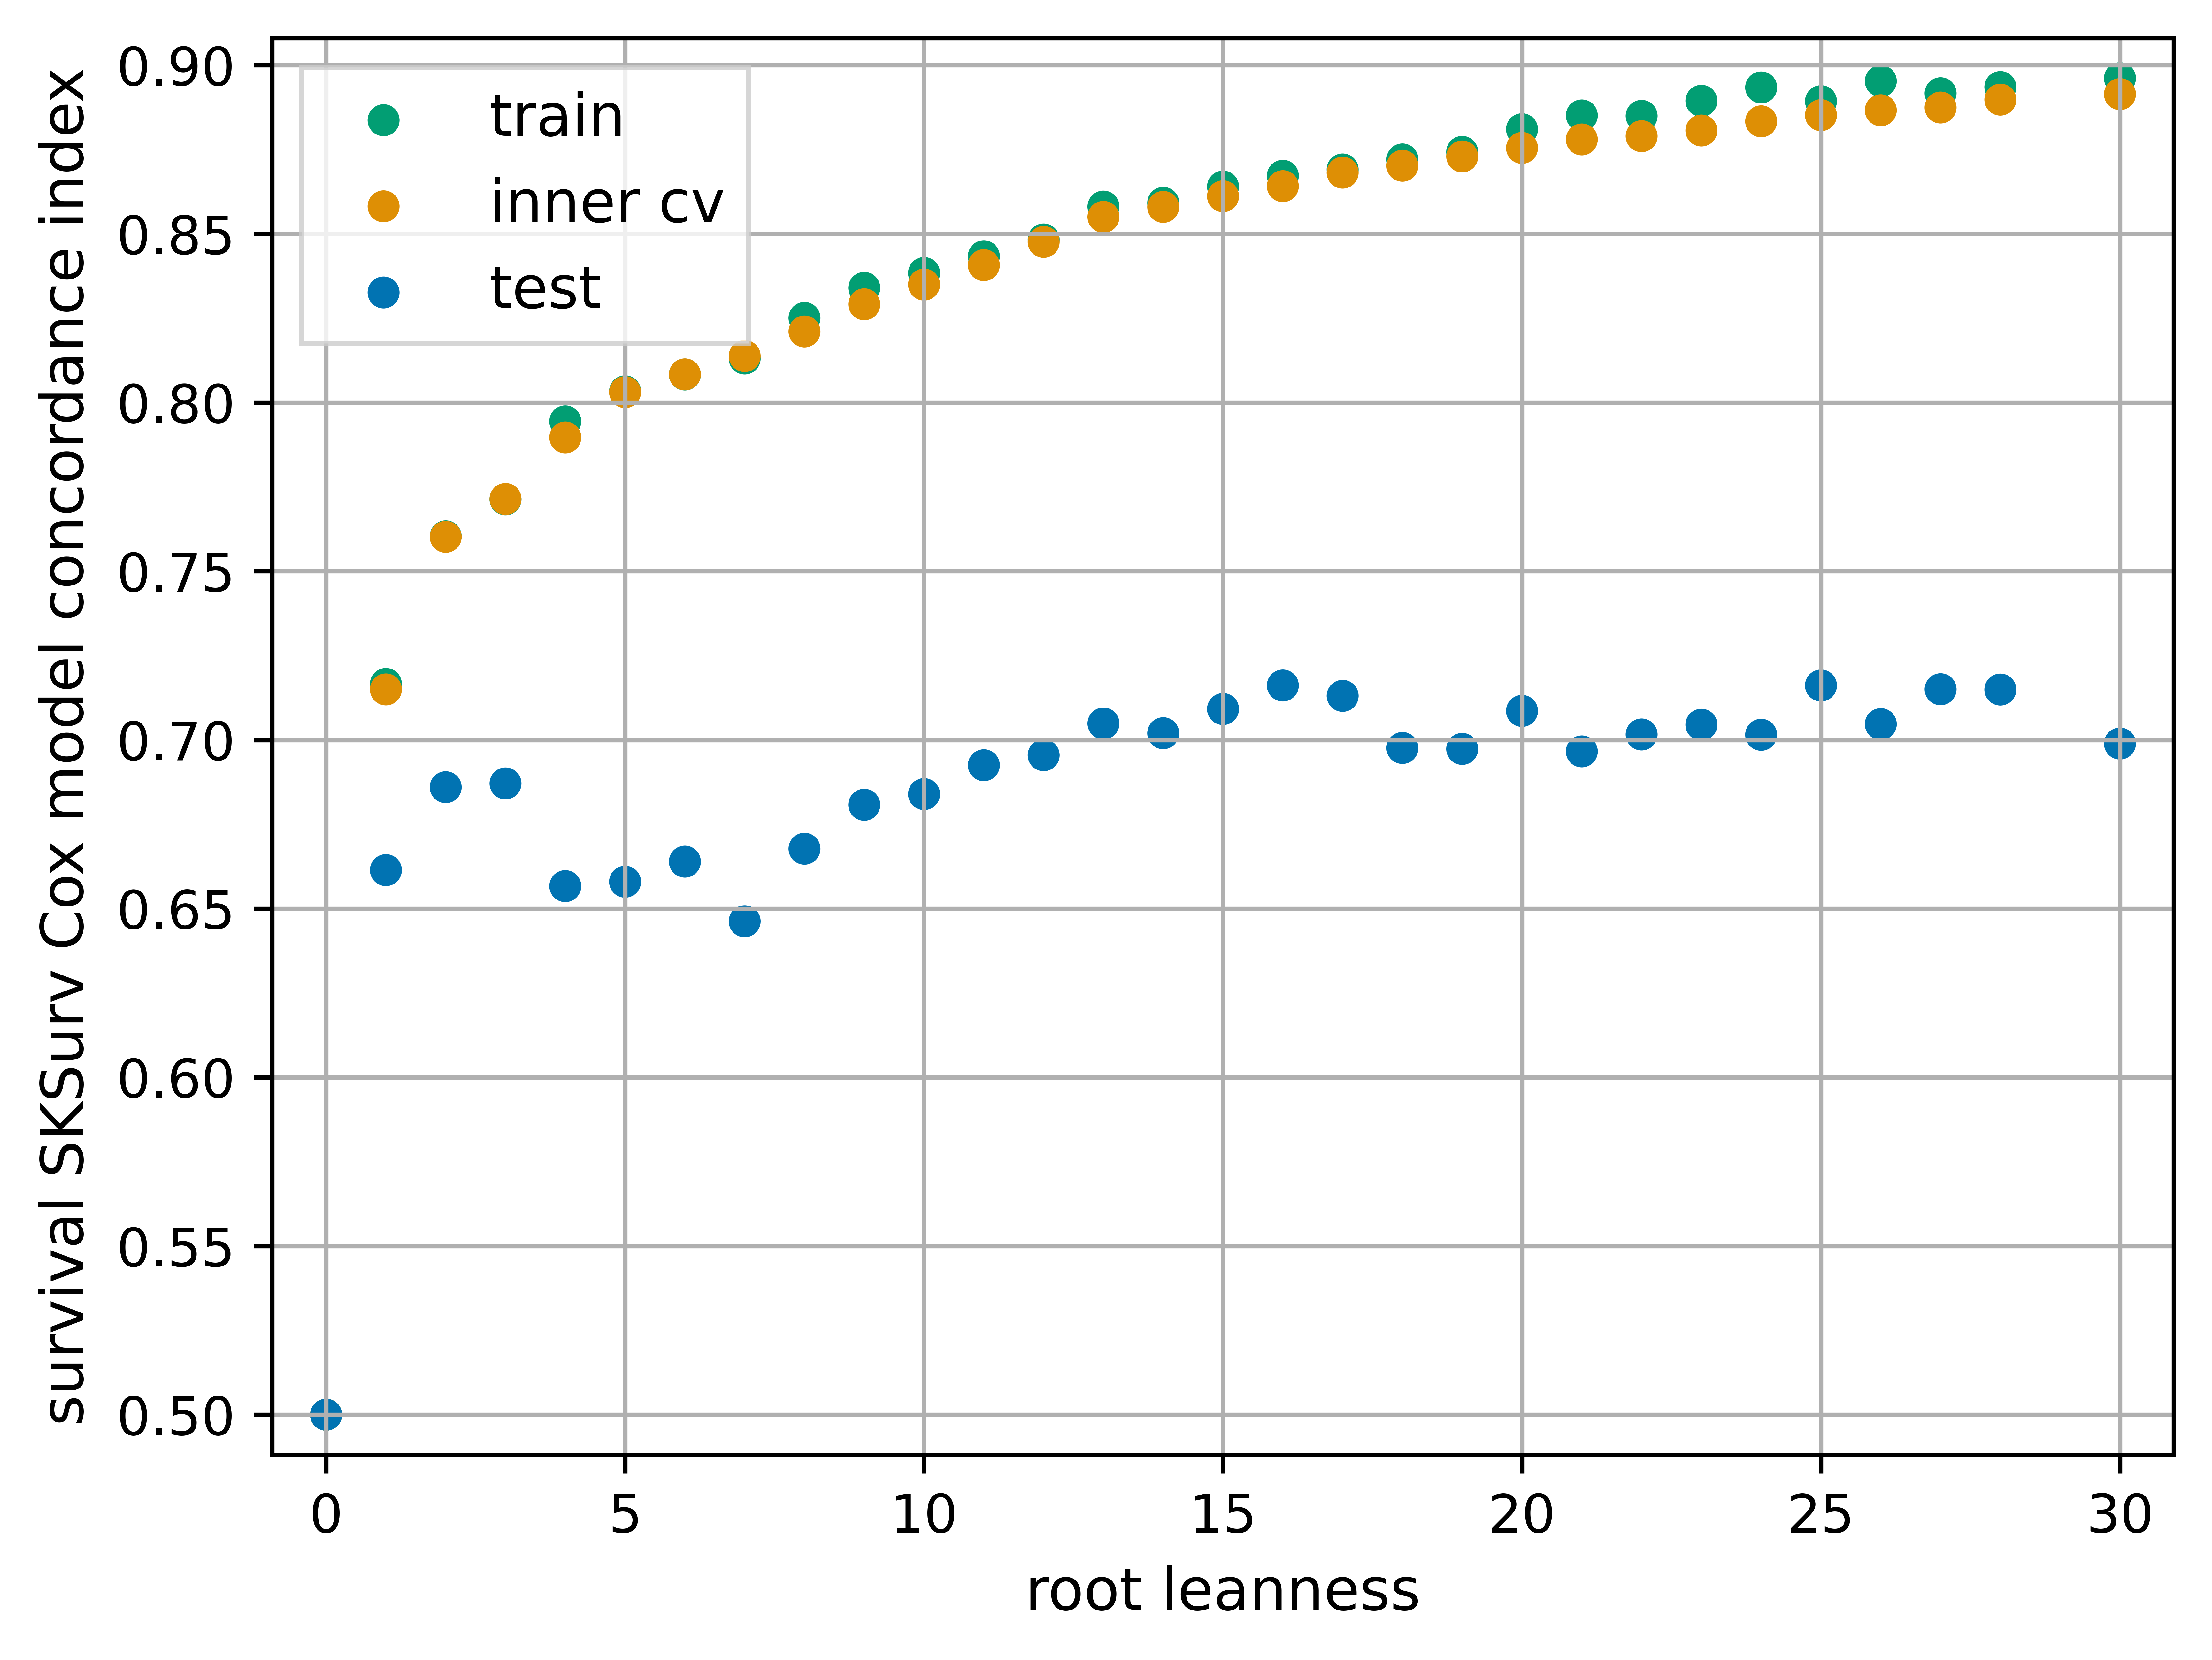 survival SKSurv Cox model concordance index
0.90
0.85
0.80
0.75
0.70
0.65
0.60
0.55
0.50
train
inner cv
test
0 5 10 15 20 25 30
root leanness